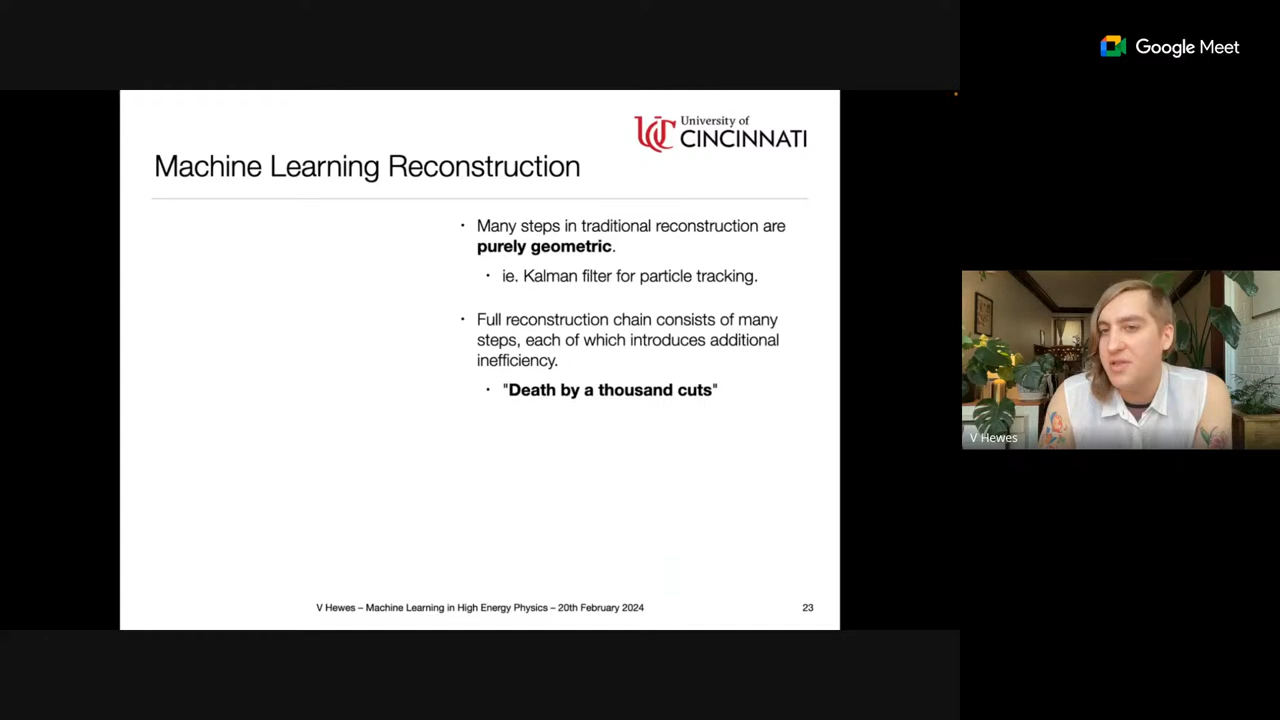 Google Meet
University of
CINCINNATI
Machine Learning Reconstruction
• Many steps in traditional reconstruction are
purely geometric.
• ie. Kalman filter for particle tracking.
• Full reconstruction chain consists of many
steps, each of which introduces additional
inefficiency.
• "Death by a thousand cuts"
V Hewes
V Hewes – Machine Learning in High Energy Physics – 20th February 2024
23